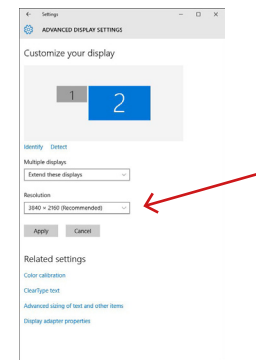 Settings
ADVANCED DISPLAY SETTINGS
Customize your display
1
2
Identify Detect
Multiple displays
Extend these displays
Resolution
3840 × 2160 (Recommended)
Apply Cancel
Related settings
Color calibration
ClearType text
Advanced sizing of text and other items
Display adapter properties